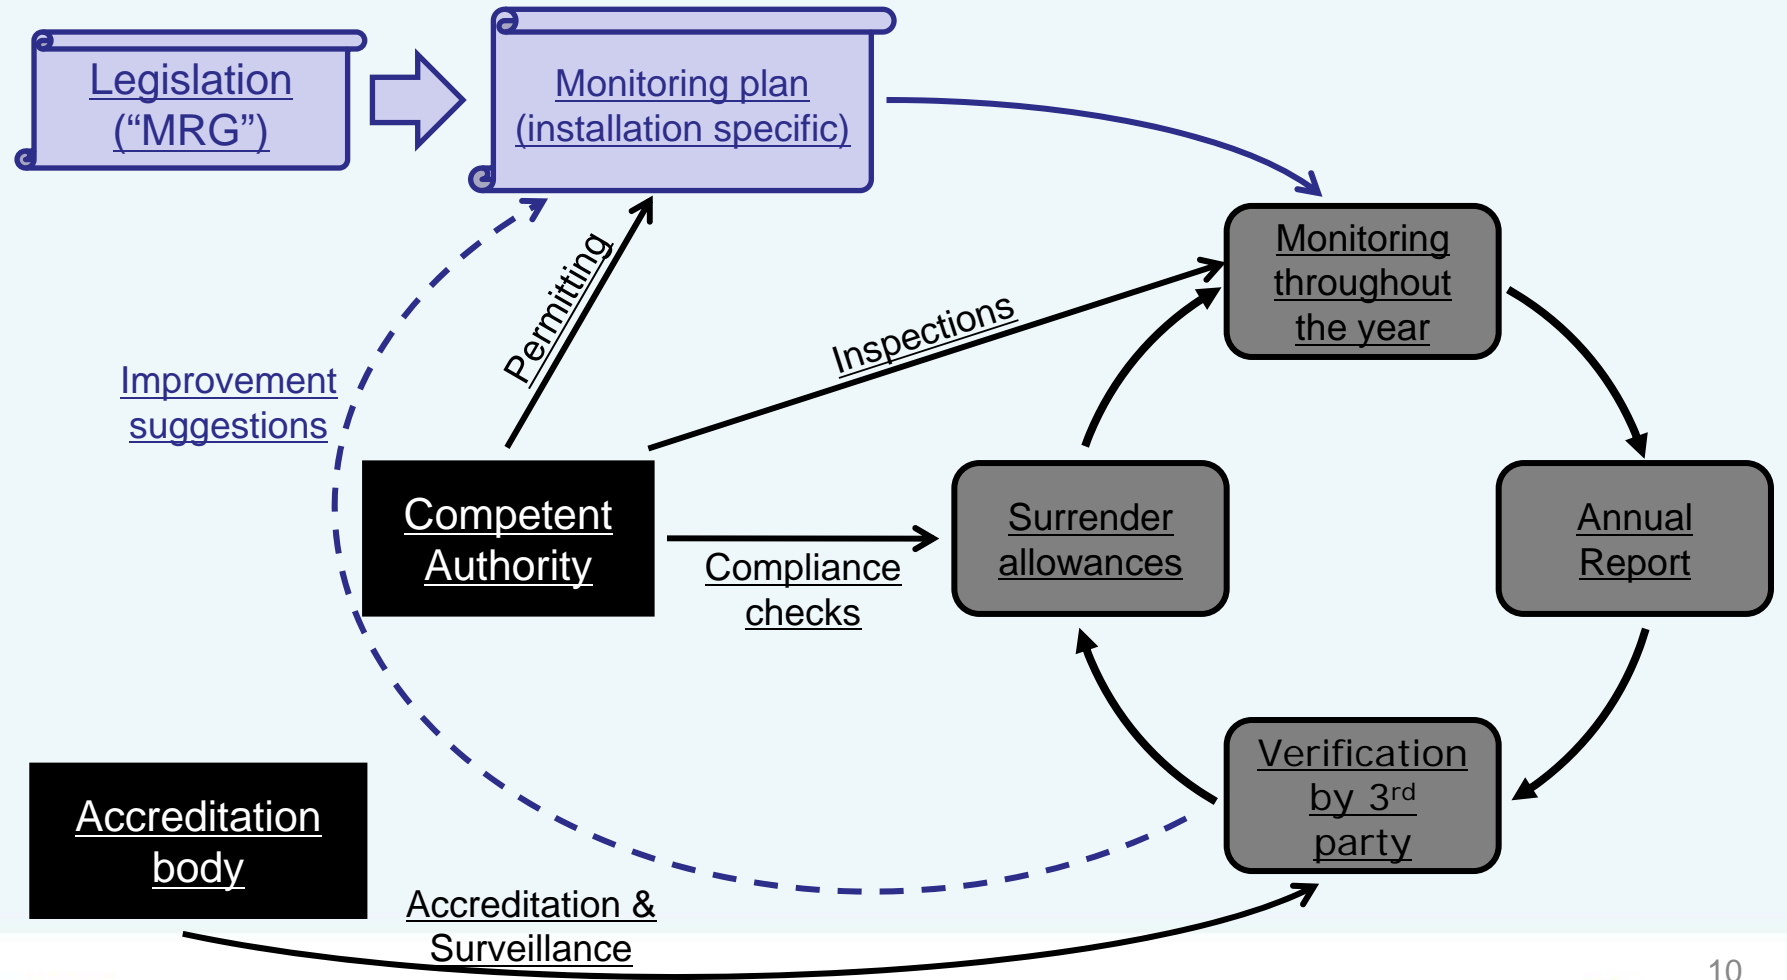 Legislation
(“MRG”)
Monitoring plan
(installation specific)
Permitting
Inspections
Monitoring
throughout
the year
Improvement
suggestions
Competent
Authority
Compliance
checks
Surrender
allowances
Annual
Report
Verification
by 3rd
party
Accreditation
body
Accreditation &
Surveillance
10